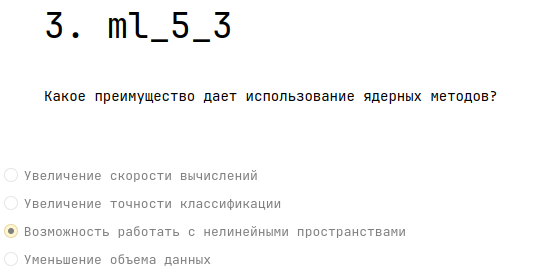 3. ml_5_3
Какое преимущество дает использование ядерных методов?
Увеличение скорости вычислений
Увеличение точности классификации
Возможность работать с нелинейными пространствами
Уменьшение объема данных